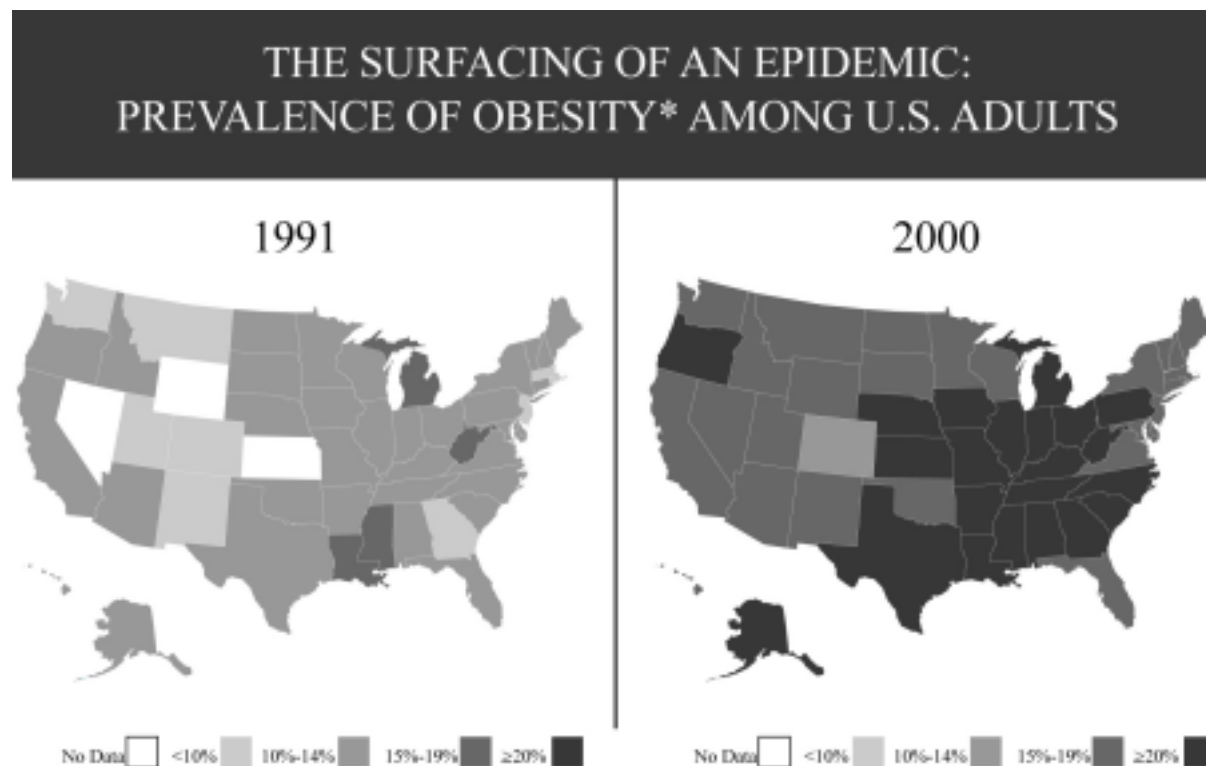 THE SURFACING OF AN EPIDEMIC:
PREVALENCE OF OBESITY* AMONG U.S. ADULTS
1991
2000
No Data <10% 10%-14% 15%-19% ≥20%
No Data <10% 10%-14% 15%-19% ≥20%